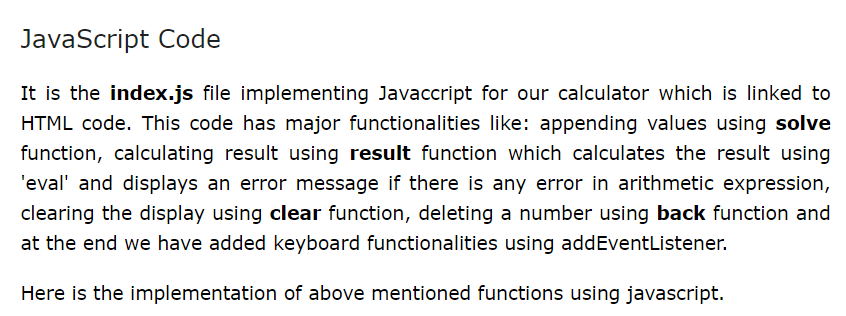 JavaScript Code
It is the index.js file implementing Javaccript for our calculator which is linked to
HTML code. This code has major functionalities like: appending values using solve
function, calculating result using result function which calculates the result using
'eval' and displays an error message if there is any error in arithmetic expression,
clearing the display using clear function, deleting a number using back function and
at the end we have added keyboard functionalities using addEventListener.
Here is the implementation of above mentioned functions using javascript.